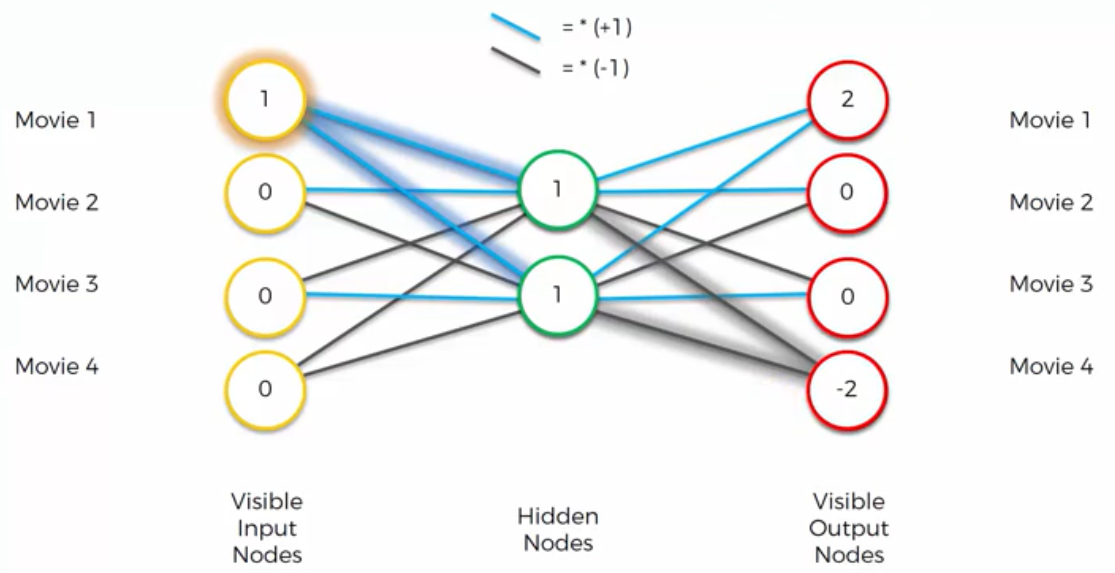 = * (+1)
= * (-1)
Movie 1
Movie 2
Movie 3
Movie 4
1
0
0
0
1
1
2
0
0
-2
Movie 1
Movie 2
Movie 3
Movie 4
Visible
Input
Nodes
Hidden
Nodes
Visible
Output
Nodes